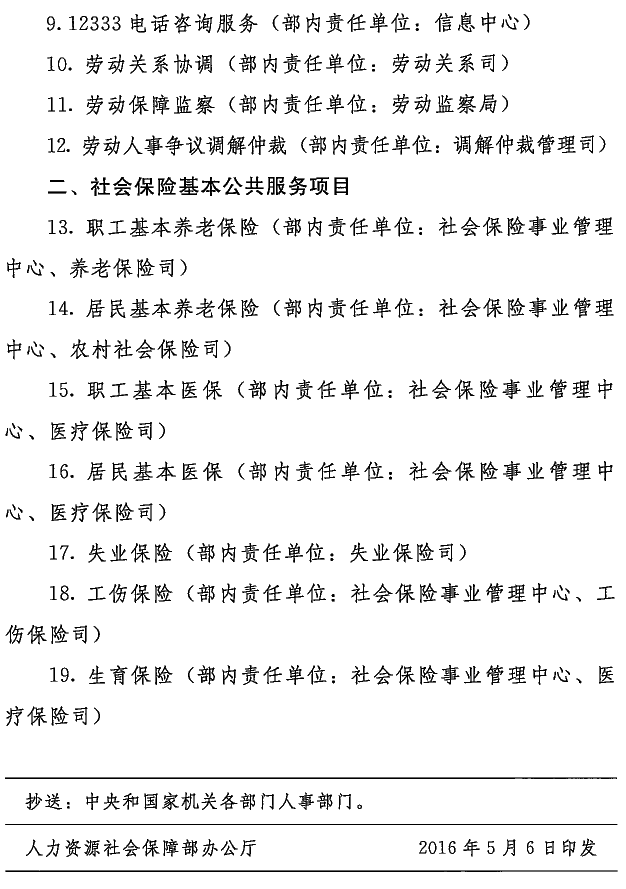 9.12333电话咨询服务（部内责任单位：信息中心）
10. 劳动关系协调（部内责任单位：劳动关系司）
11. 劳动保障监察（部内责任单位：劳动监察局）
12. 劳动人事争议调解仲裁（部内责任单位：调解仲裁管理司）
二、社会保险基本公共服务项目
13. 职工基本养老保险（部内责任单位：社会保险事业管理
中心、养老保险司）
14. 居民基本养老保险（部内责任单位：社会保险事业管理
中心、农村社会保险司）
15. 职工基本医保（部内责任单位：社会保险事业管理中
心、医疗保险司）
16. 居民基本医保（部内责任单位：社会保险事业管理中
心、医疗保险司）
17. 失业保险（部内责任单位：失业保险司）
18. 工伤保险（部内责任单位：社会保险事业管理中心、工
伤保险司）
19. 生育保险（部内责任单位：社会保险事业管理中心、医
疗保险司）
抄送：中央和国家机关各部门人事部门。
人力资源社会保障部办公厅 2016年5月6日印发